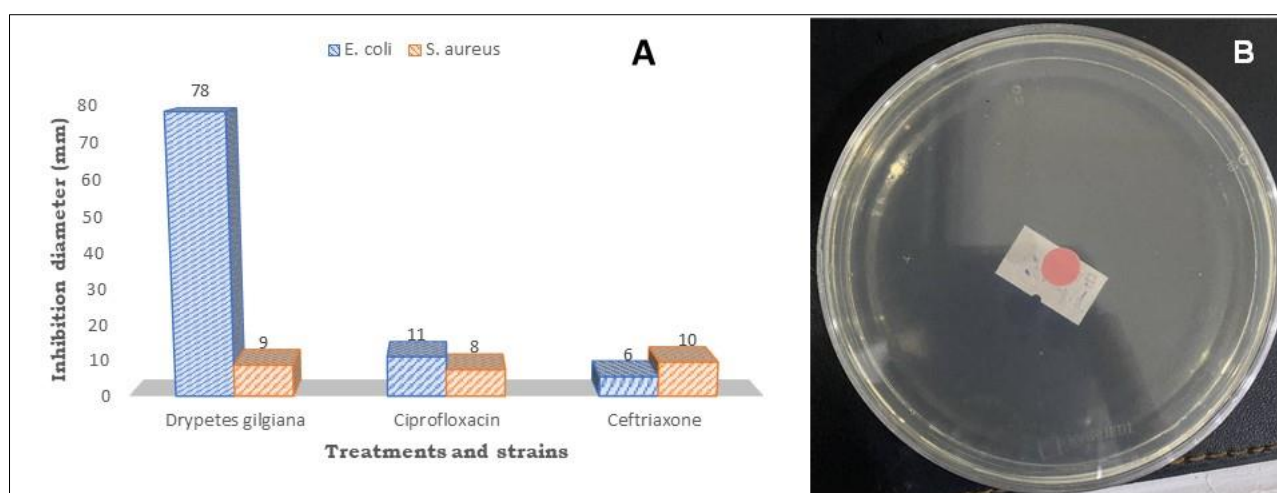 E. coli S. aureus
A
B
Inhibition diameter (mm)
80
70
60
50
40
30
20
10
0
78
9
11
8
6
10
Drypetes gilgiana Ciprofloxacin Ceftriaxone
Treatments and strains